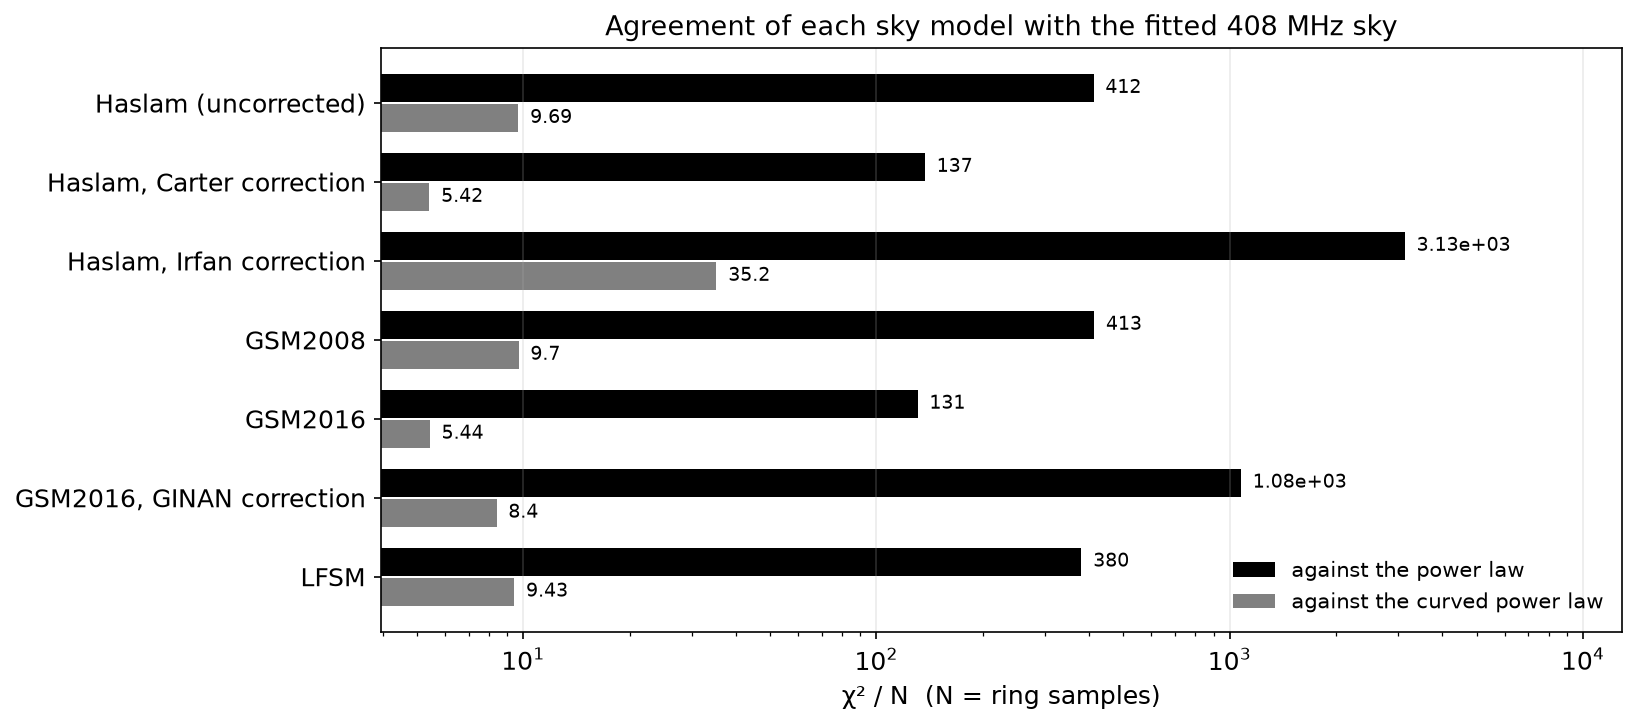 Agreement of each sky model with the fitted 408 MHz sky
Haslam (uncorrected)
412
9.69
Haslam, Carter correction
137
5.42
Haslam, Irfan correction
3.13e+03
35.2
GSM2008
413
9.7
GSM2016
131
5.44
GSM2016, GINAN correction
1.08e+03
8.4
LFSM
380
9.43
against the power law
against the curved power law
10¹ 10² 10³ 10⁴
χ² / N (N = ring samples)